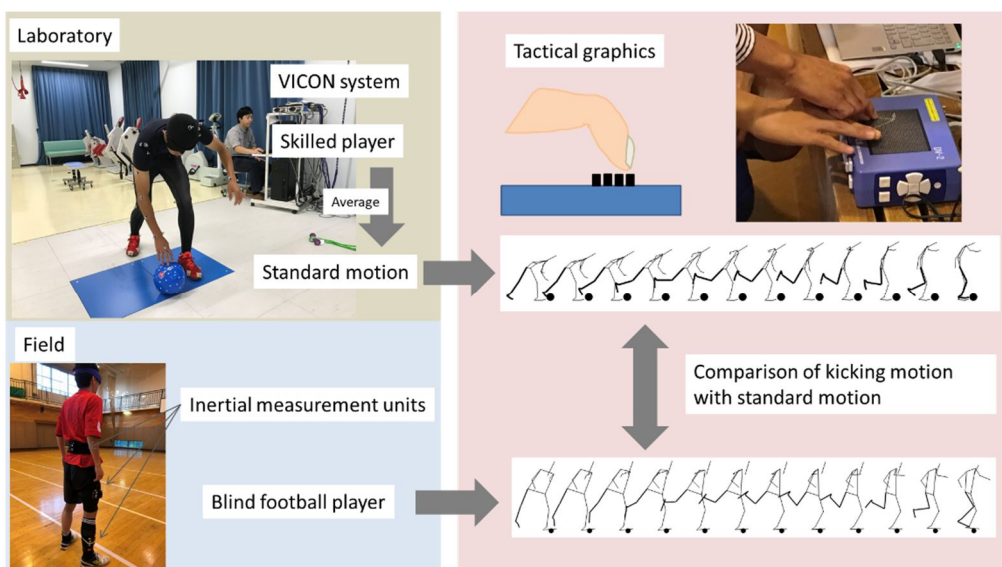 Laboratory
VICON system
Skilled player
Average
Standard motion
Field
Inertial measurement units
Blind football player
Tactical graphics
Comparison of kicking motion
with standard motion